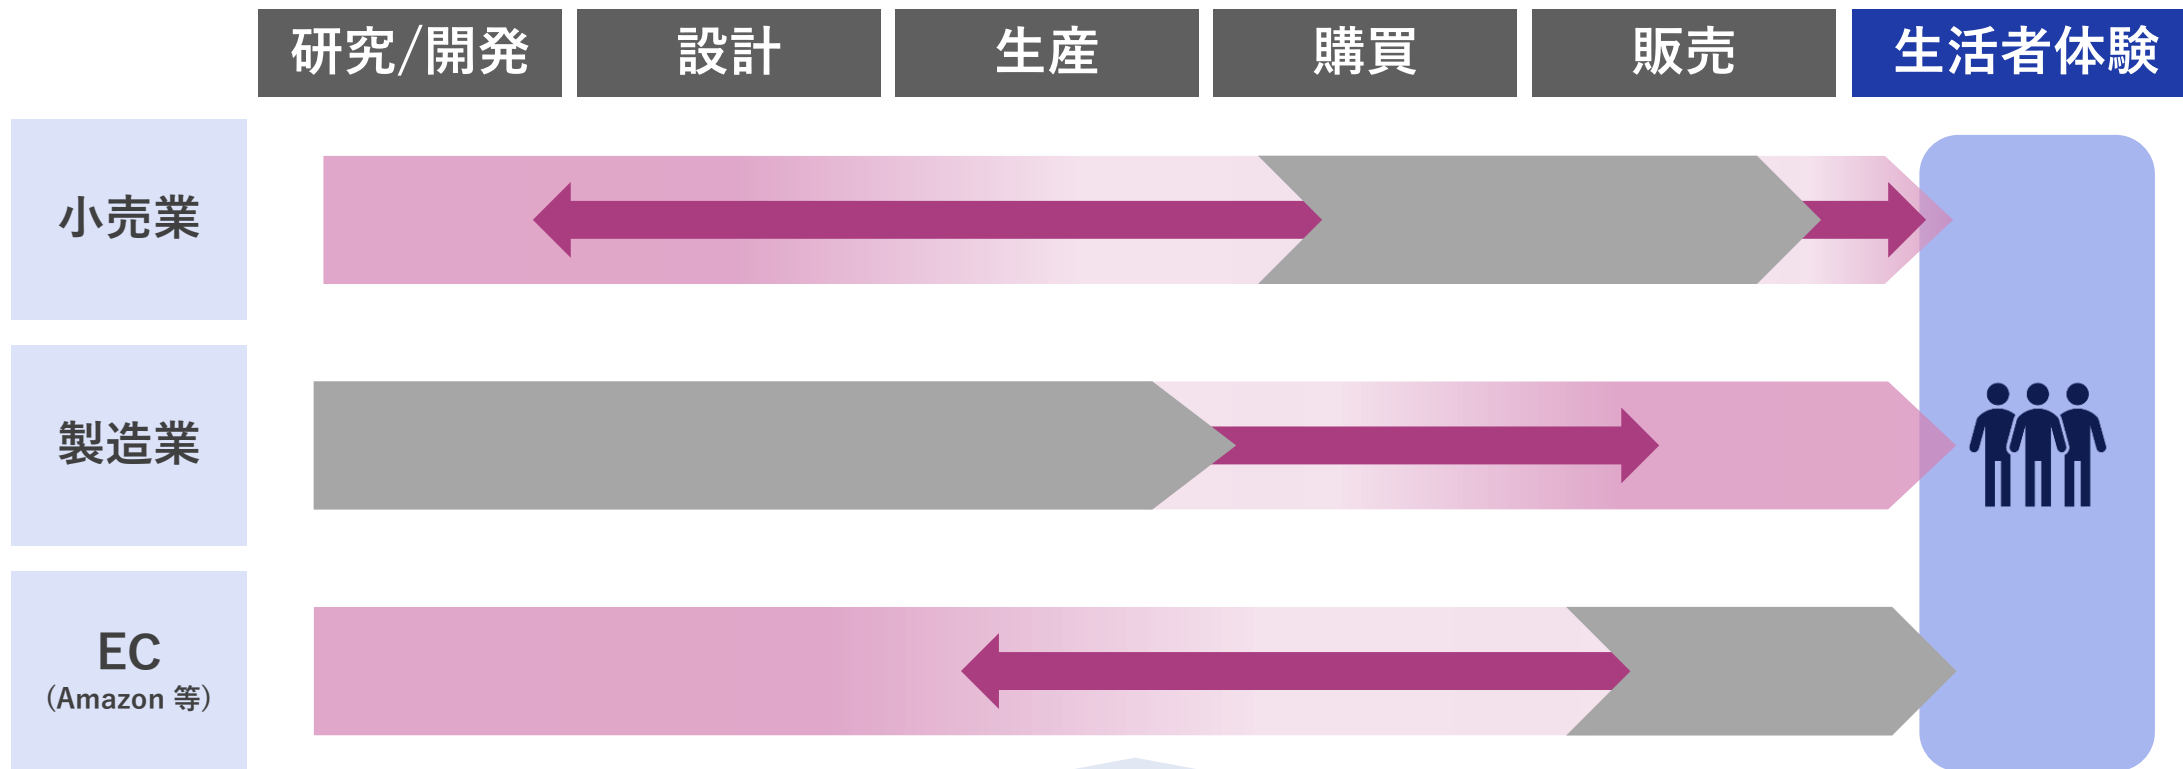 研究/開発
設計
生産
購買
販売
生活者体験
小売業
製造業
EC
(Amazon 等)